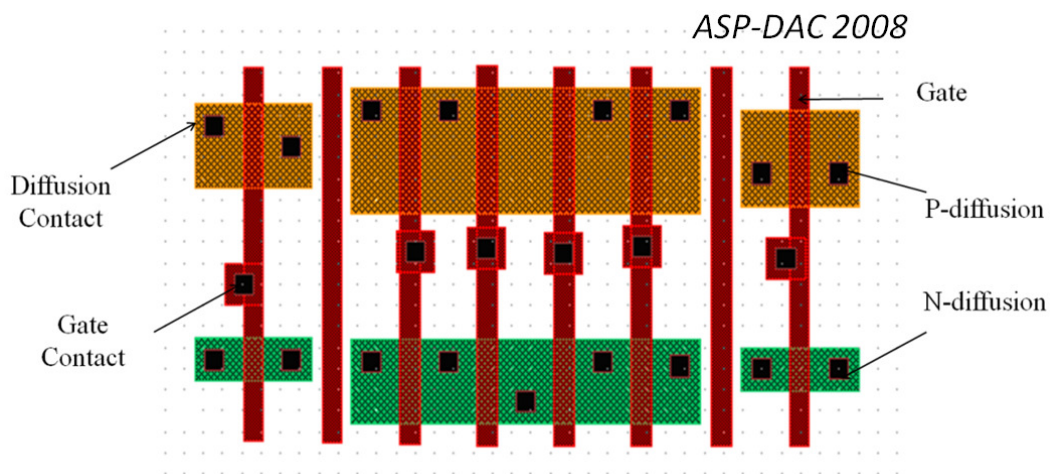 ASP-DAC 2008
Gate
Diffusion
Contact
P-diffusion
N-diffusion
Gate
Contact